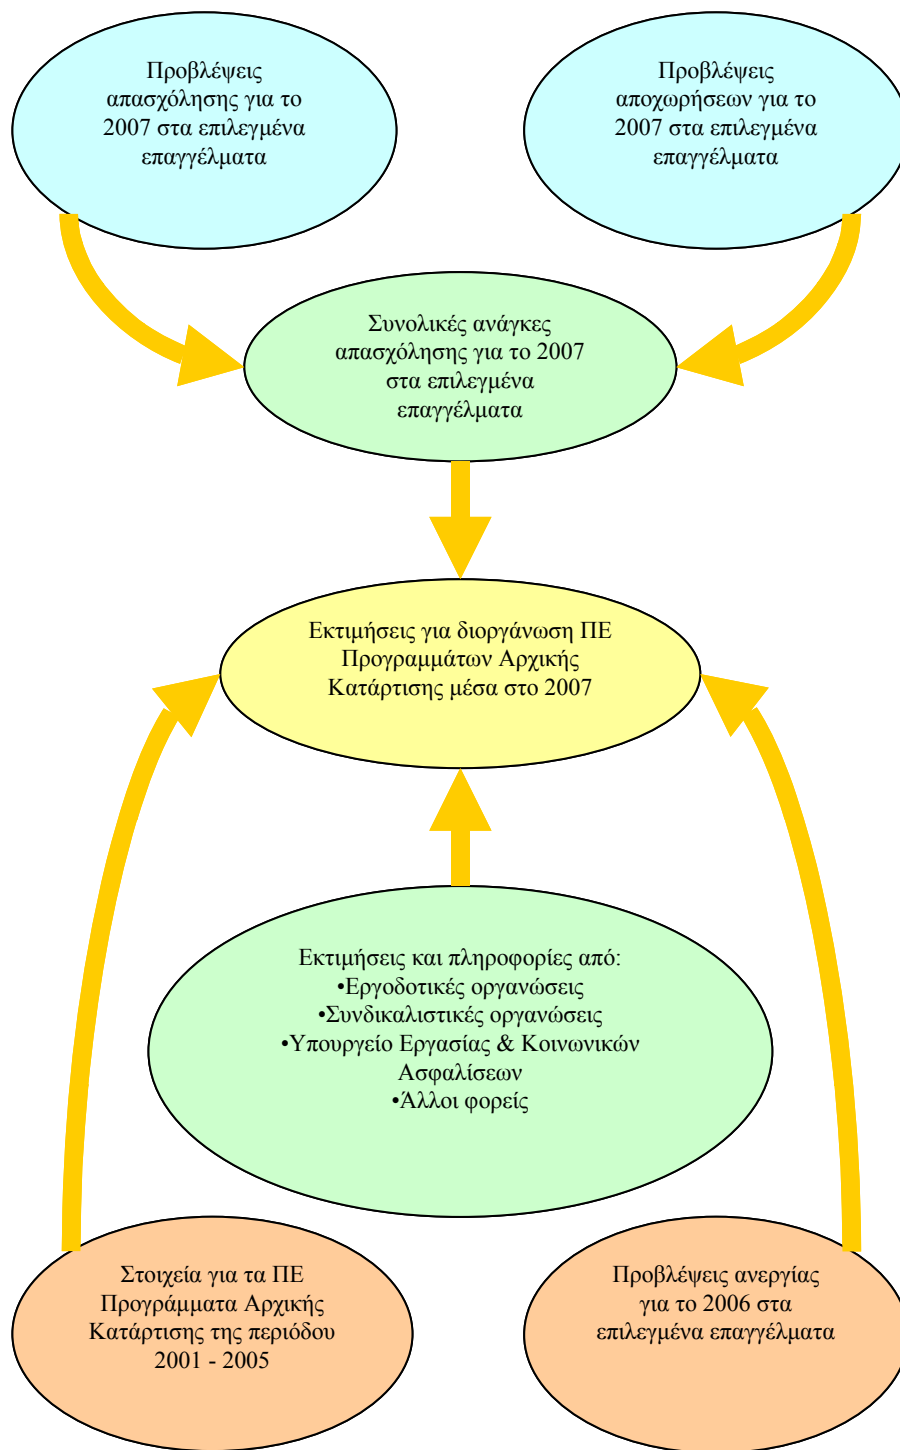 Προβλέψεις
απασχόλησης για το
2007 στα επιλεγμένα
επαγγέλματα
Προβλέψεις
αποχωρήσεων για το
2007 στα επιλεγμένα
επαγγέλματα
Συνολικές ανάγκες
απασχόλησης για το 2007
στα επιλεγμένα
επαγγέλματα
Εκτιμήσεις για διοργάνωση ΠΕ
Προγραμμάτων Αρχικής
Κατάρτισης μέσα στο 2007
Εκτιμήσεις και πληροφορίες από:
•Εργοδοτικές οργανώσεις
•Συνδικαλιστικές οργανώσεις
•Υπουργείο Εργασίας & Κοινωνικών
Ασφαλίσεων
•Άλλοι φορείς
Στοιχεία για τα ΠΕ
Προγράμματα Αρχικής
Κατάρτισης της περιόδου
2001 - 2005
Προβλέψεις ανεργίας
για το 2006 στα
επιλεγμένα επαγγέλματα